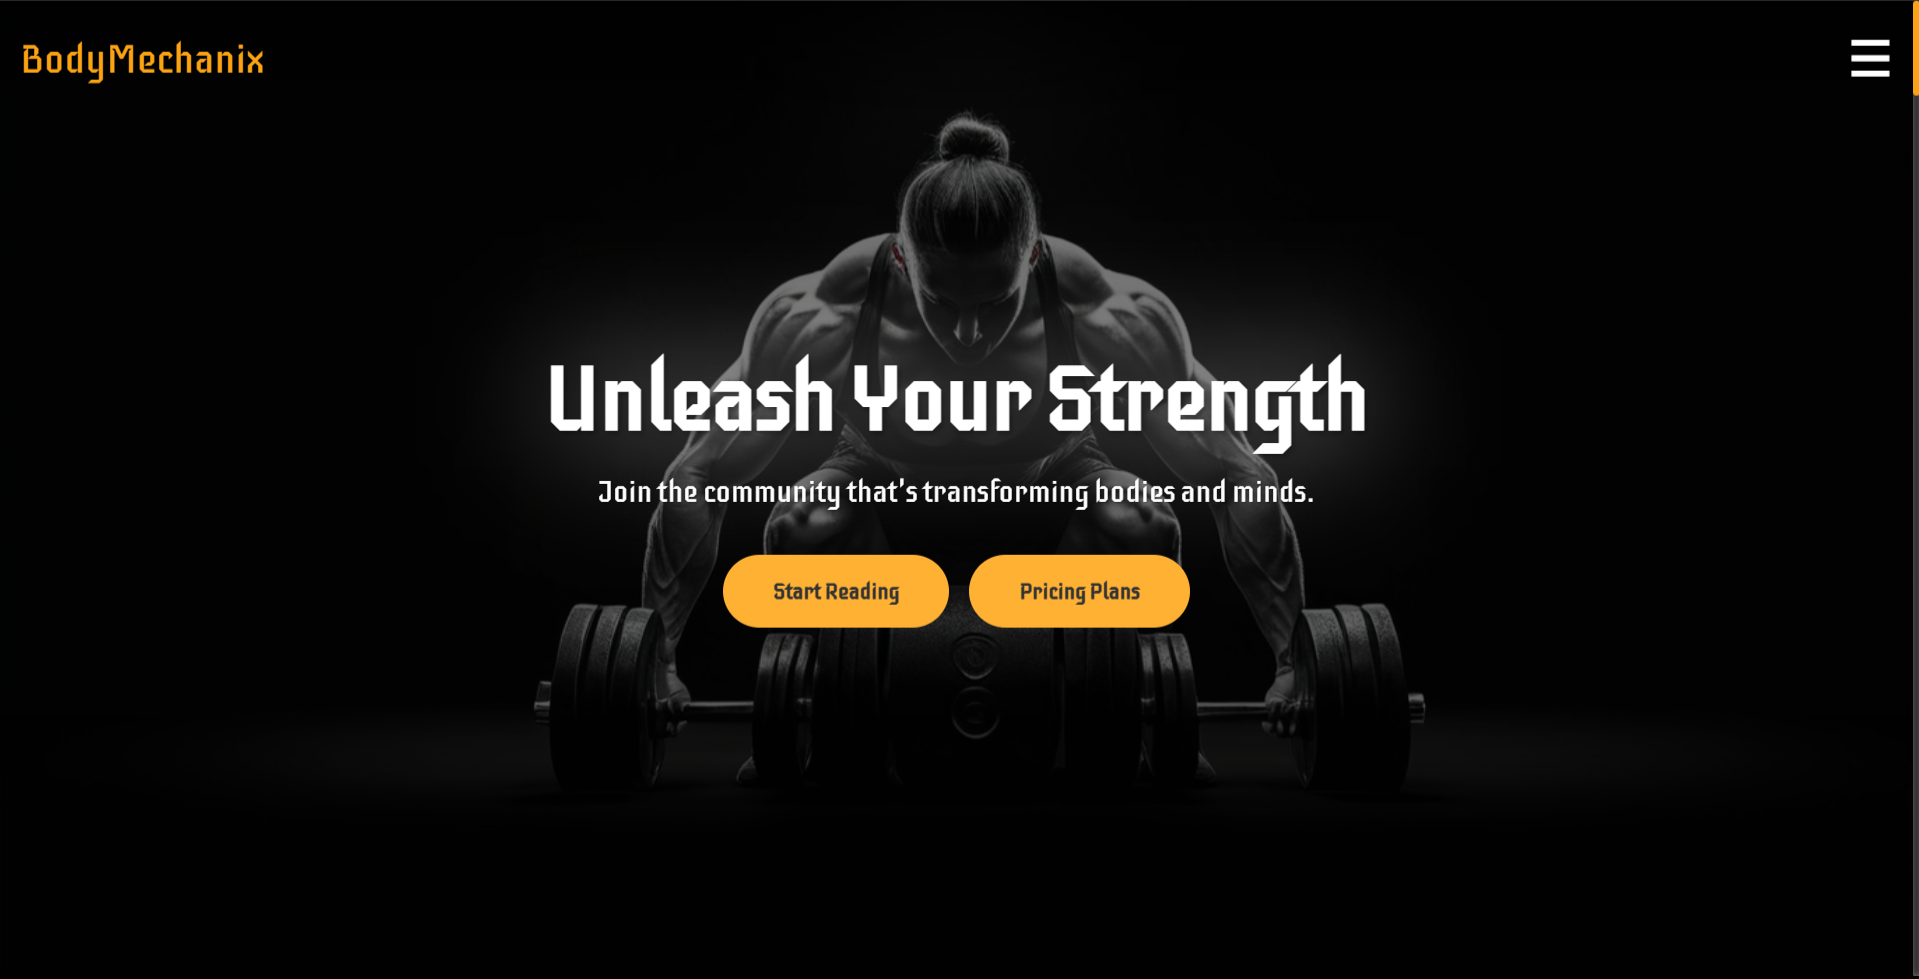 BodyMechanix
Unleash Your Strength
Join the community that's transforming bodies and minds.
Start Reading
Pricing Plans